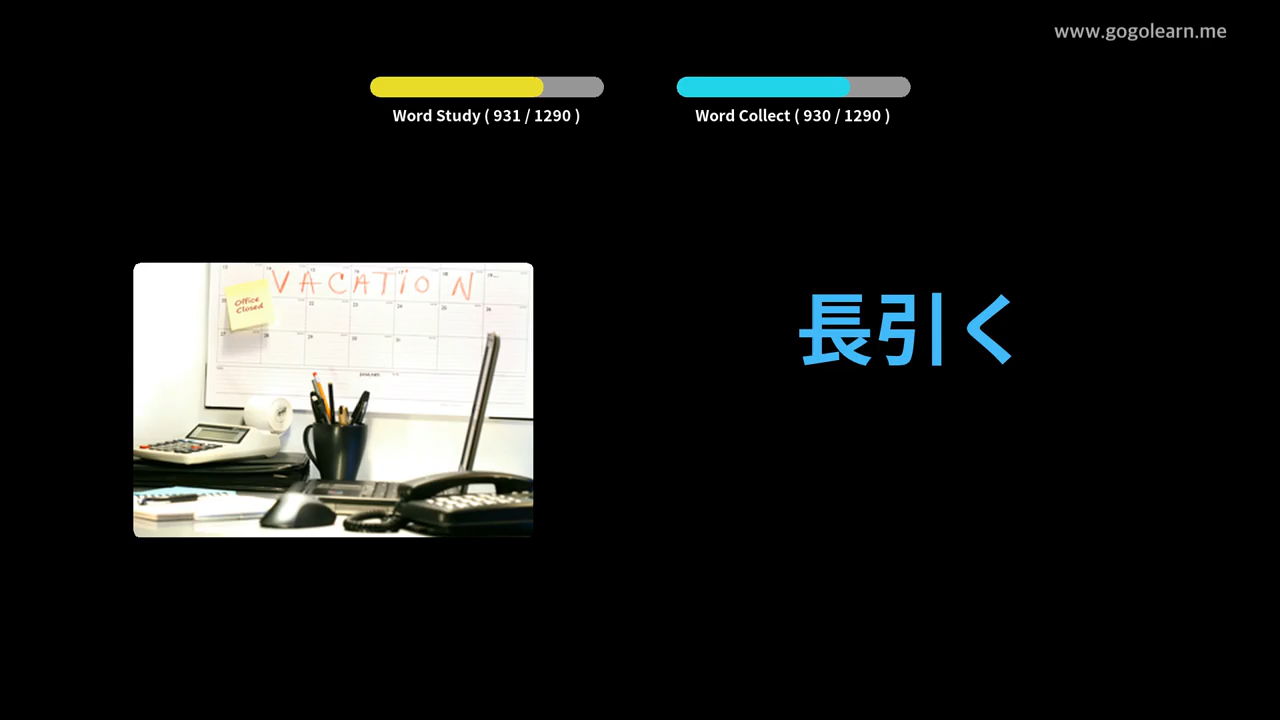 www.gogolearn.me
Word Study ( 931 / 1290 )
Word Collect ( 930 / 1290 )
VACATION
Office
Closed
長引く